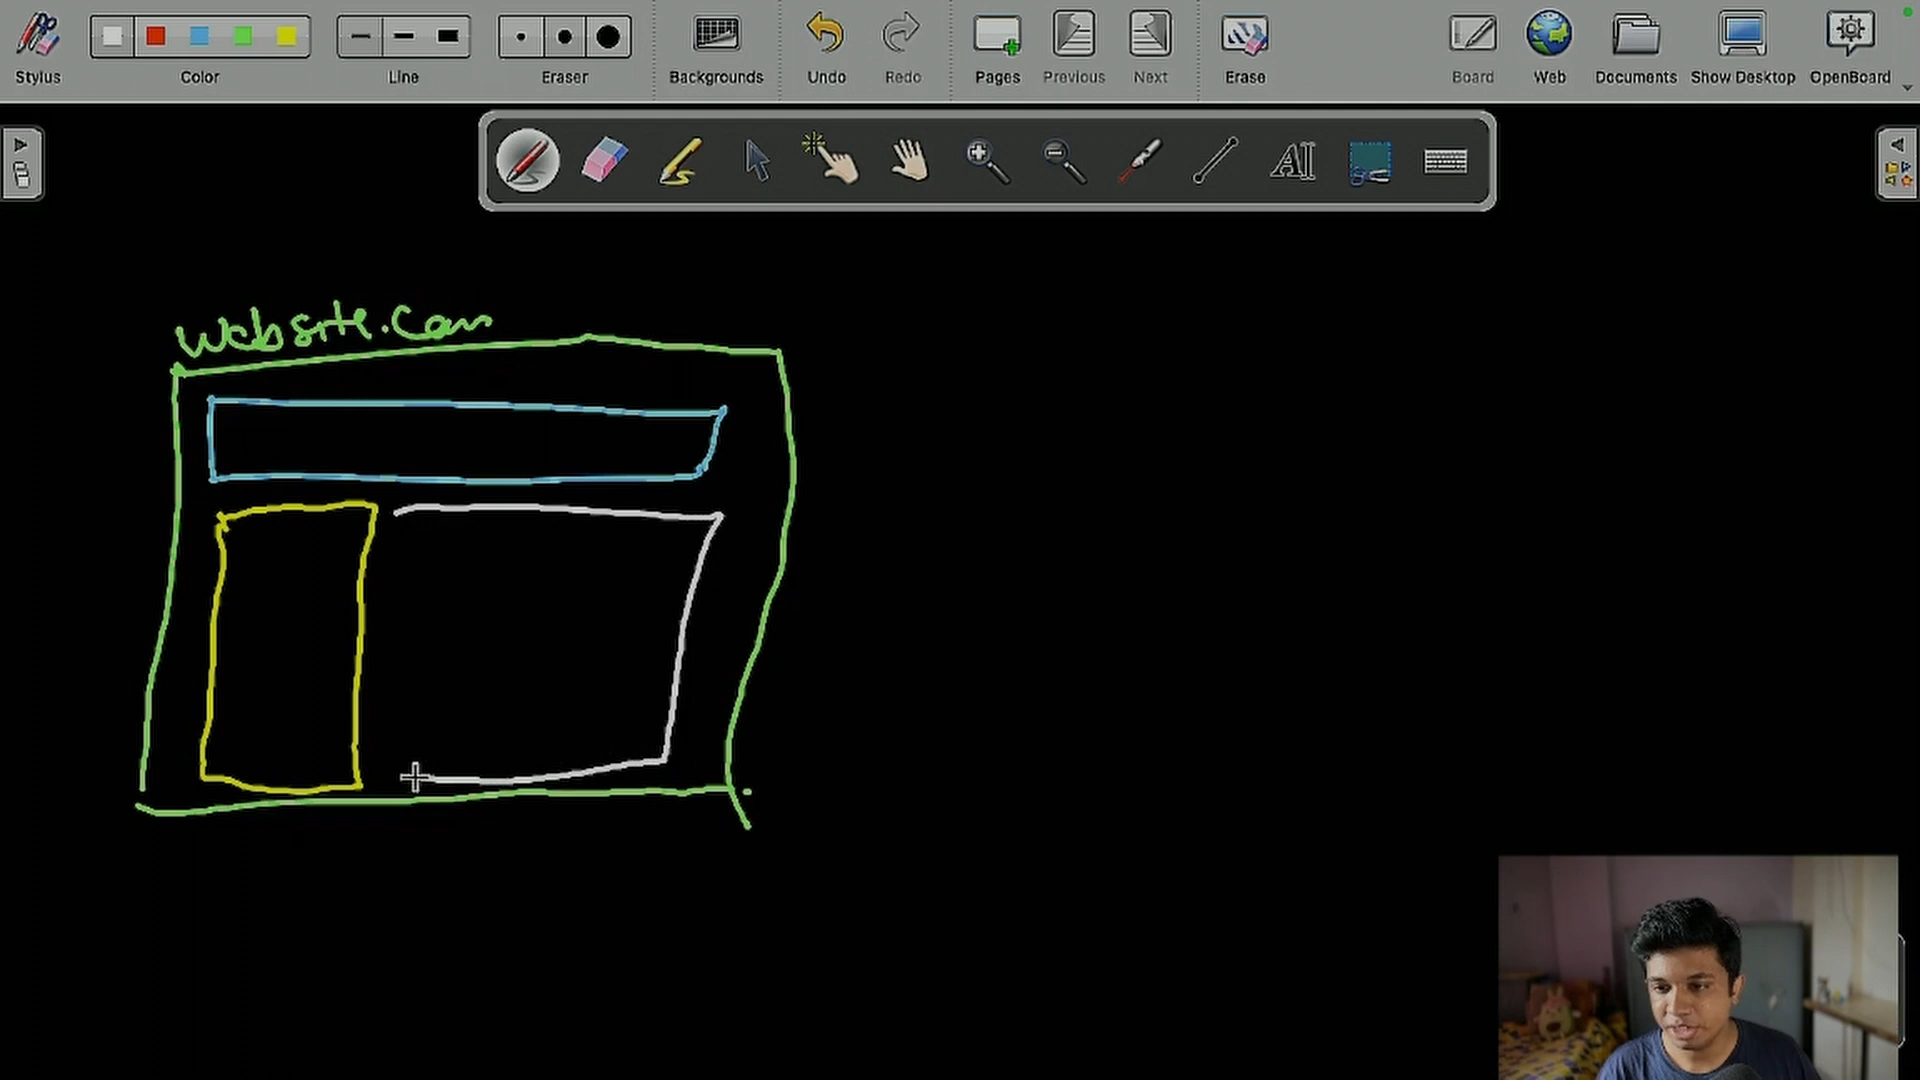 Stylus
Color
Line
Eraser
Backgrounds
Undo
Redo
Pages
Previous
Next
Erase
Board
Web
Documents
Show Desktop
OpenBoard
AI
website.com